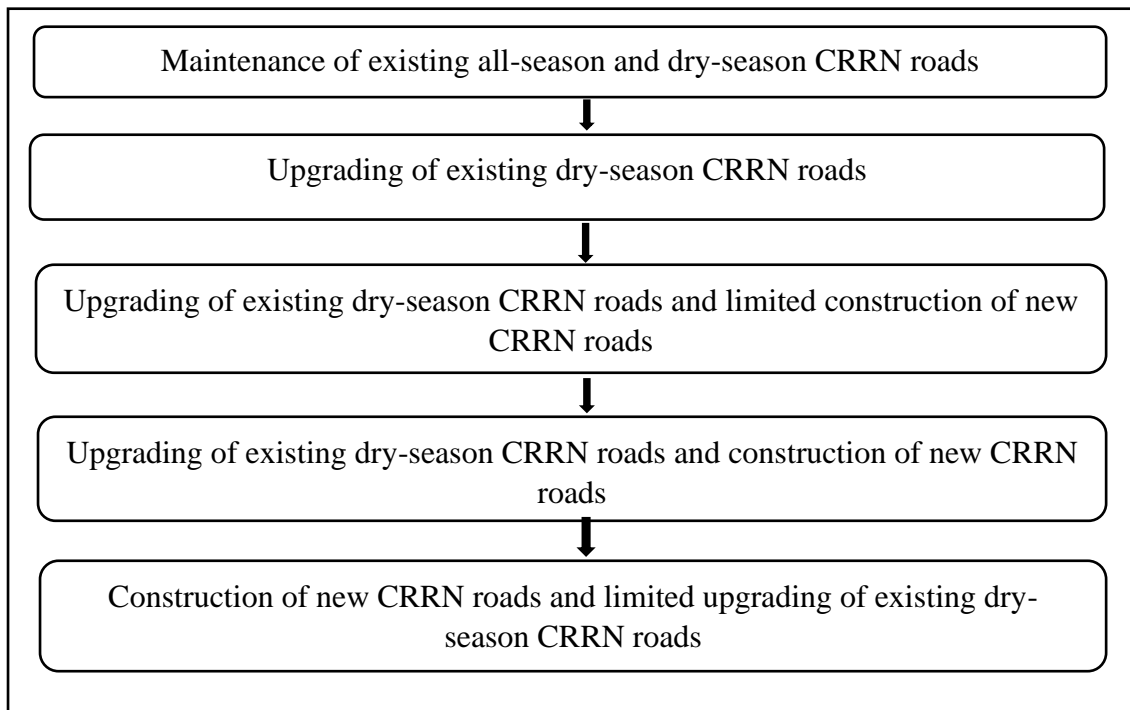 Maintenance of existing all-season and dry-season CRRN roads
Upgrading of existing dry-season CRRN roads
Upgrading of existing dry-season CRRN roads and limited construction of new
CRRN roads
Upgrading of existing dry-season CRRN roads and construction of new CRRN
roads
Construction of new CRRN roads and limited upgrading of existing dry-
season CRRN roads